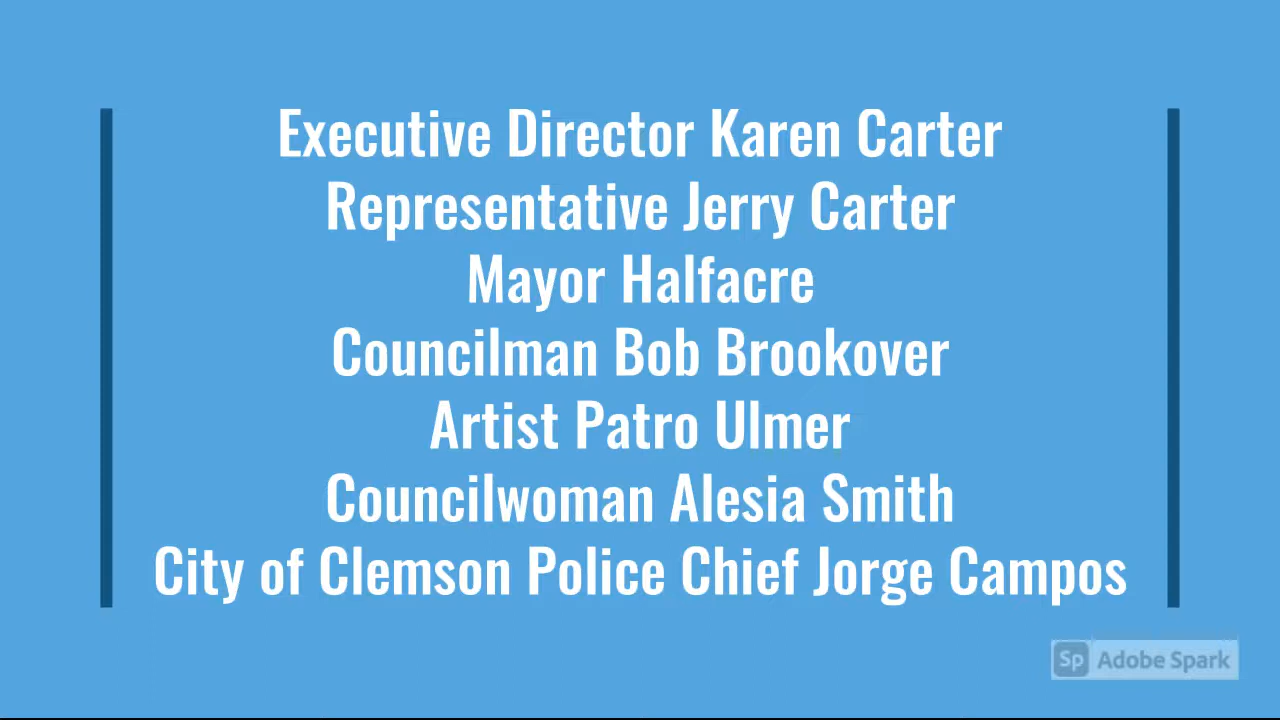 Executive Director Karen Carter
Representative Jerry Carter
Mayor Halfacre
Councilman Bob Brookover
Artist Patro Ulmer
Councilwoman Alesia Smith
City of Clemson Police Chief Jorge Campos
Sp Adobe Spark